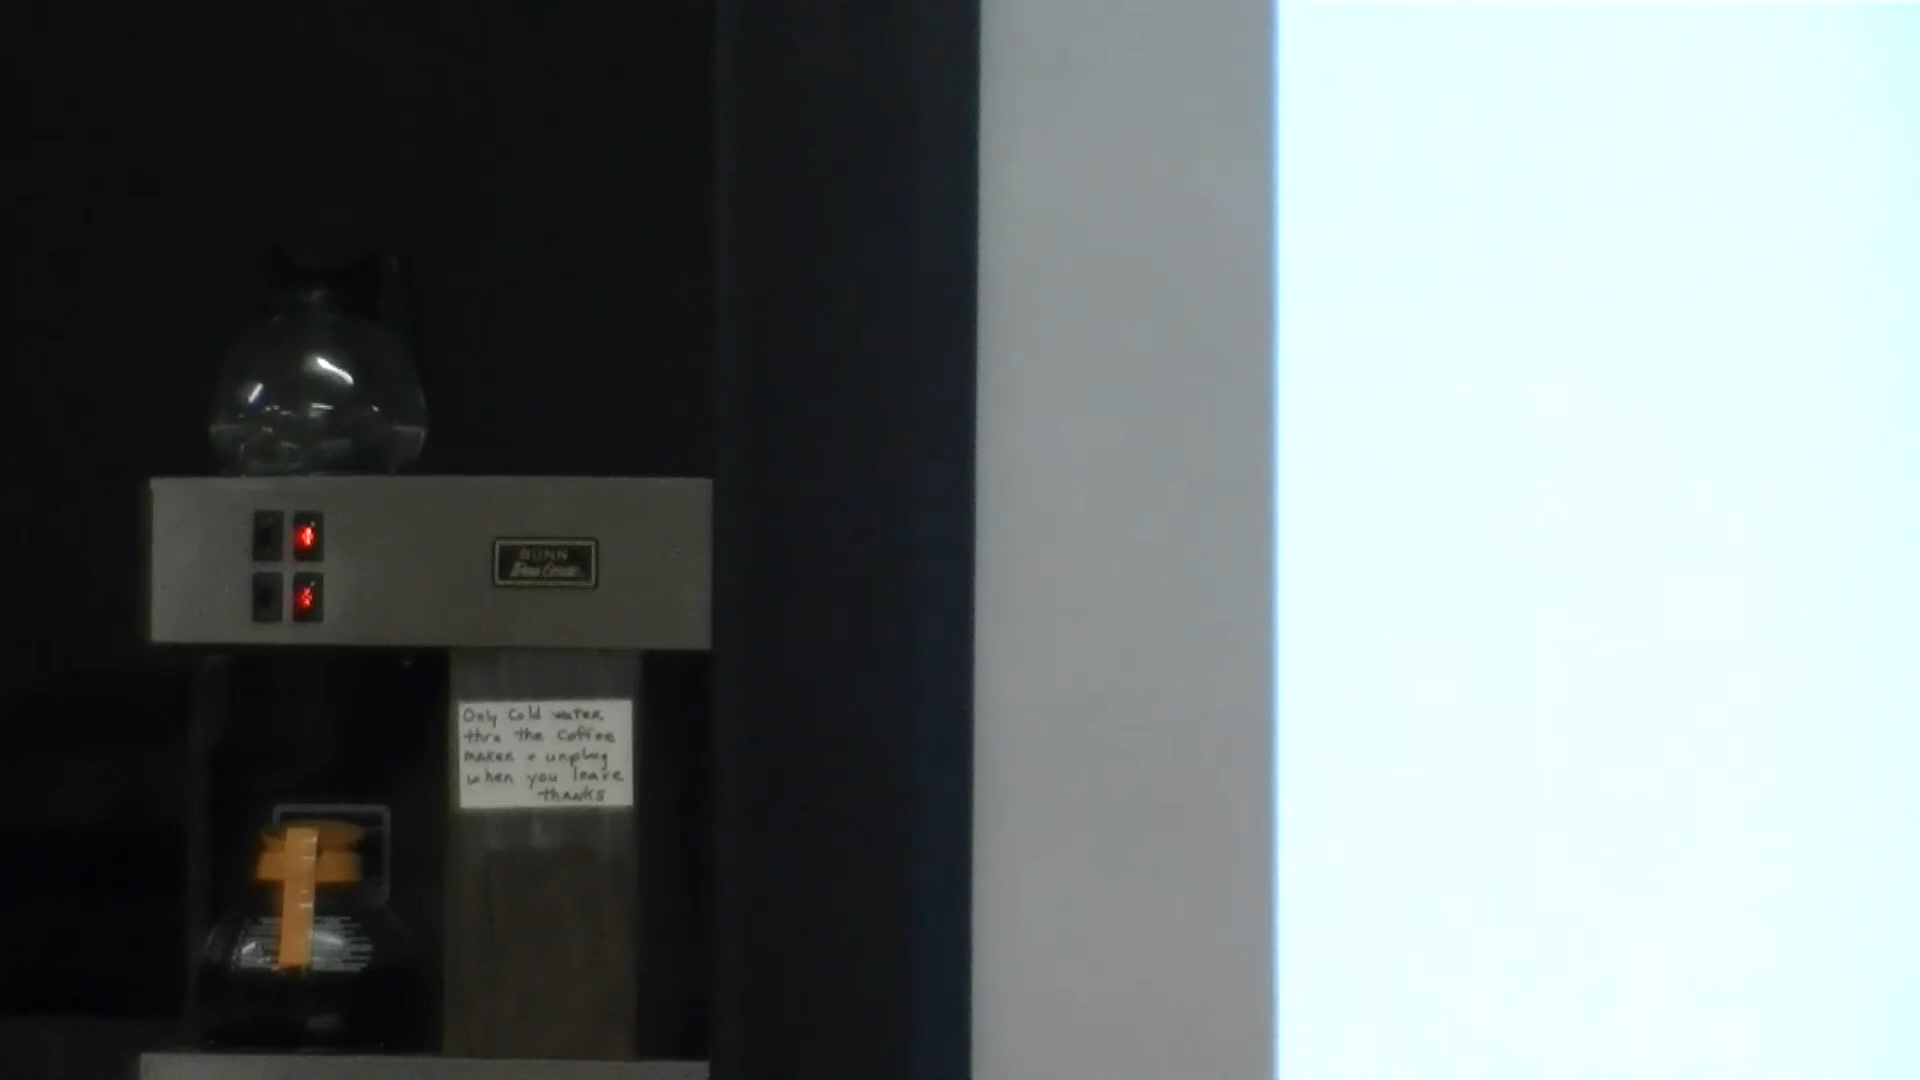 BUNN
Only Cold water
thru the Coffee
maker + unplug
when you leave
thanks